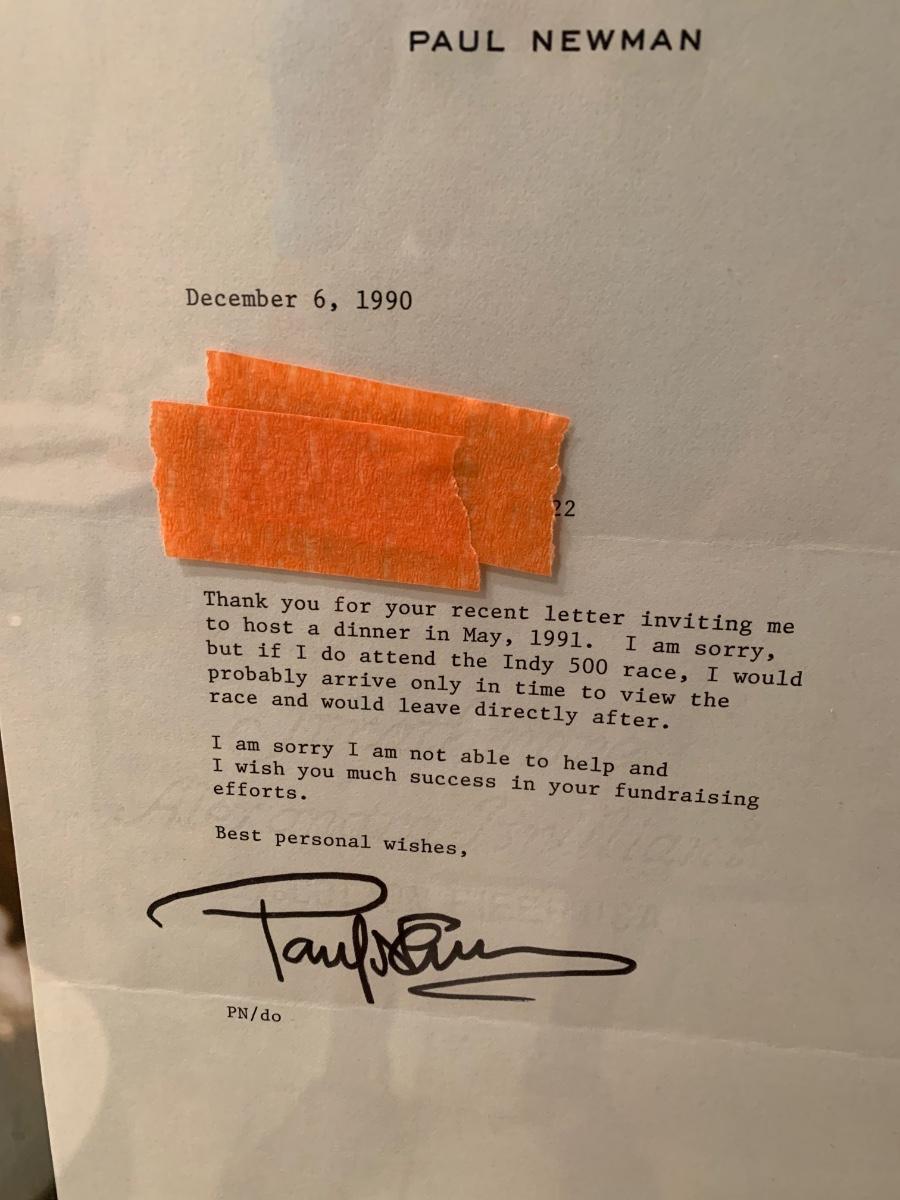 PAUL NEWMAN
December 6, 1990
22
Thank you for your recent letter inviting me
to host a dinner in May, 1991. I am sorry,
but if I do attend the Indy 500 race, I would
probably arrive only in time to view the
race and would leave directly after.
I am sorry I am not able to help and
I wish you much success in your fundraising
efforts.
Best personal wishes,
Paul Newman
PN/do